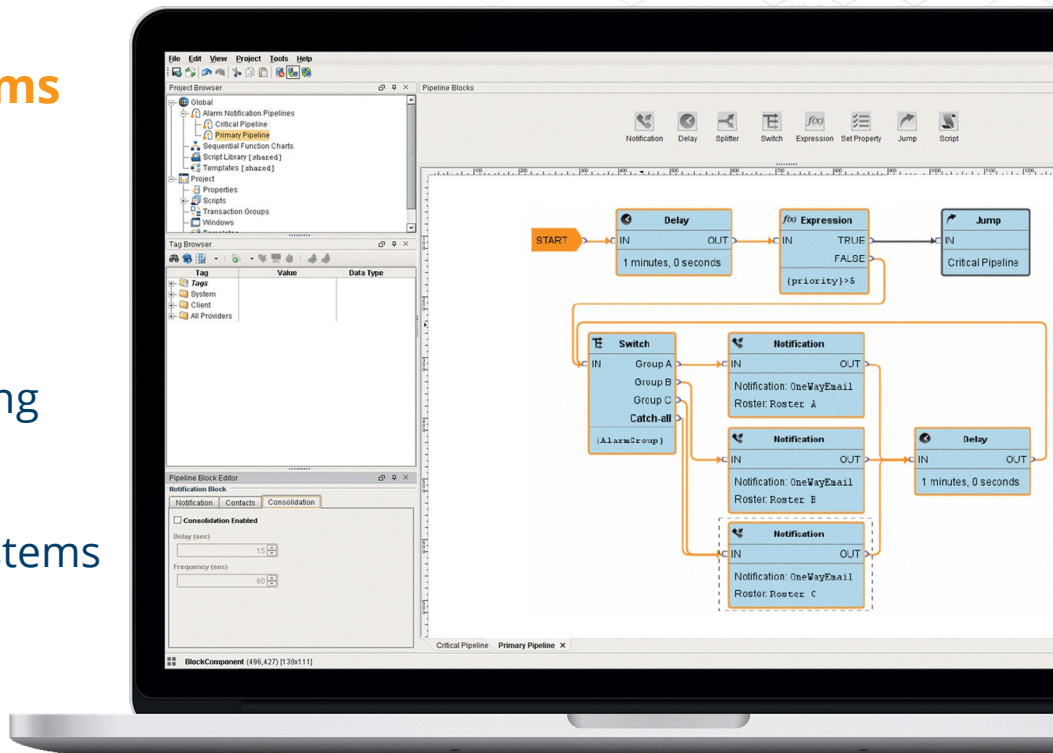 ms
ng
stems
File Edit View Project Tools Help
Project Browser
Global
Alarm Notification Pipelines
Critical Pipeline
Primary Pipeline
Sequential Function Charts
Script Library [shared]
Templates [shared]
Project
Properties
Scripts
Transaction Groups
Windows
Templates
Tag Browser
Tag Value Data Type
Tags
System
Client
All Providers
Pipeline Block Editor
Notification Block
Notification Contacts Consolidation
Consolidation Enabled
Delay (sec)
15
Frequency (sec)
60
BlockComponent (496,427) [139x111]
Pipeline Blocks
Notification Delay Splitter Switch Expression Set Property Jump Script
START
Delay
IN OUT
1 minutes, 0 seconds
f(x) Expression
IN TRUE
FALSE
{priority}>5
Jump
IN
Critcal Pipeline
Switch
IN Group A
Group B
Group C
Catch-all
{AlarmGroup}
Notification
IN OUT
Notification: OneWayEmail
Roster: Roster A
Notification
IN OUT
Notification: OneWayEmail
Roster: Roster B
Notification
IN OUT
Notification: OneWayEmail
Roster: Roster C
Delay
IN OUT
1 minutes, 0 seconds
Critical Pipeline Primary Pipeline